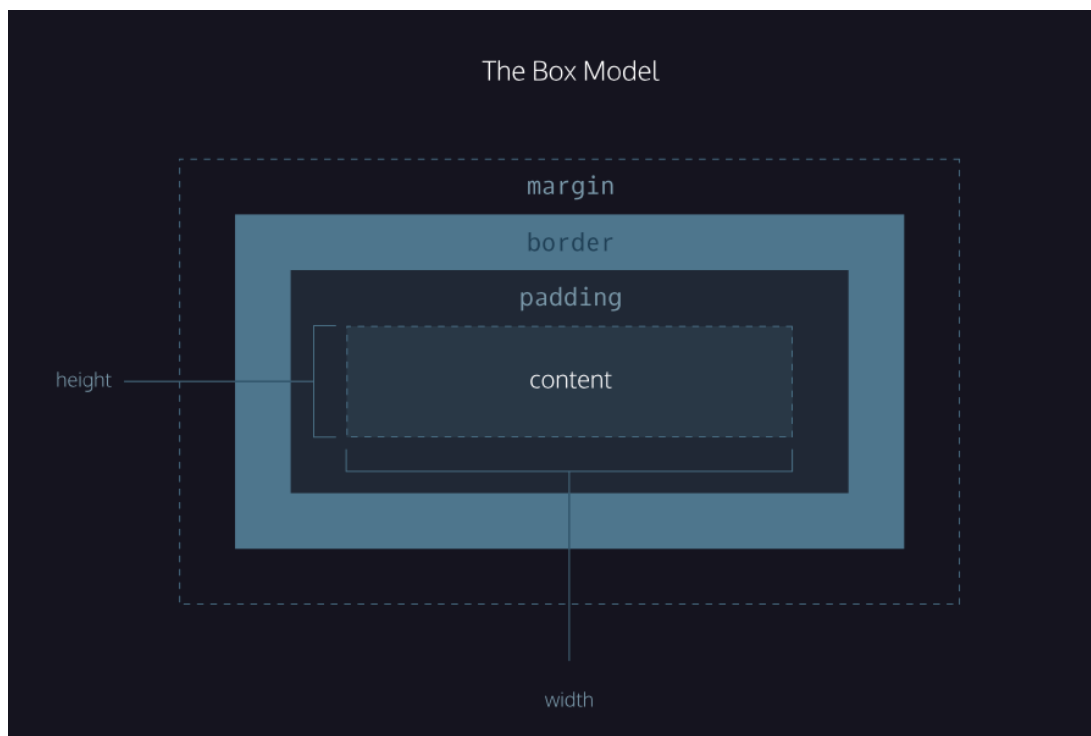 The Box Model
margin
border
padding
content
height
width